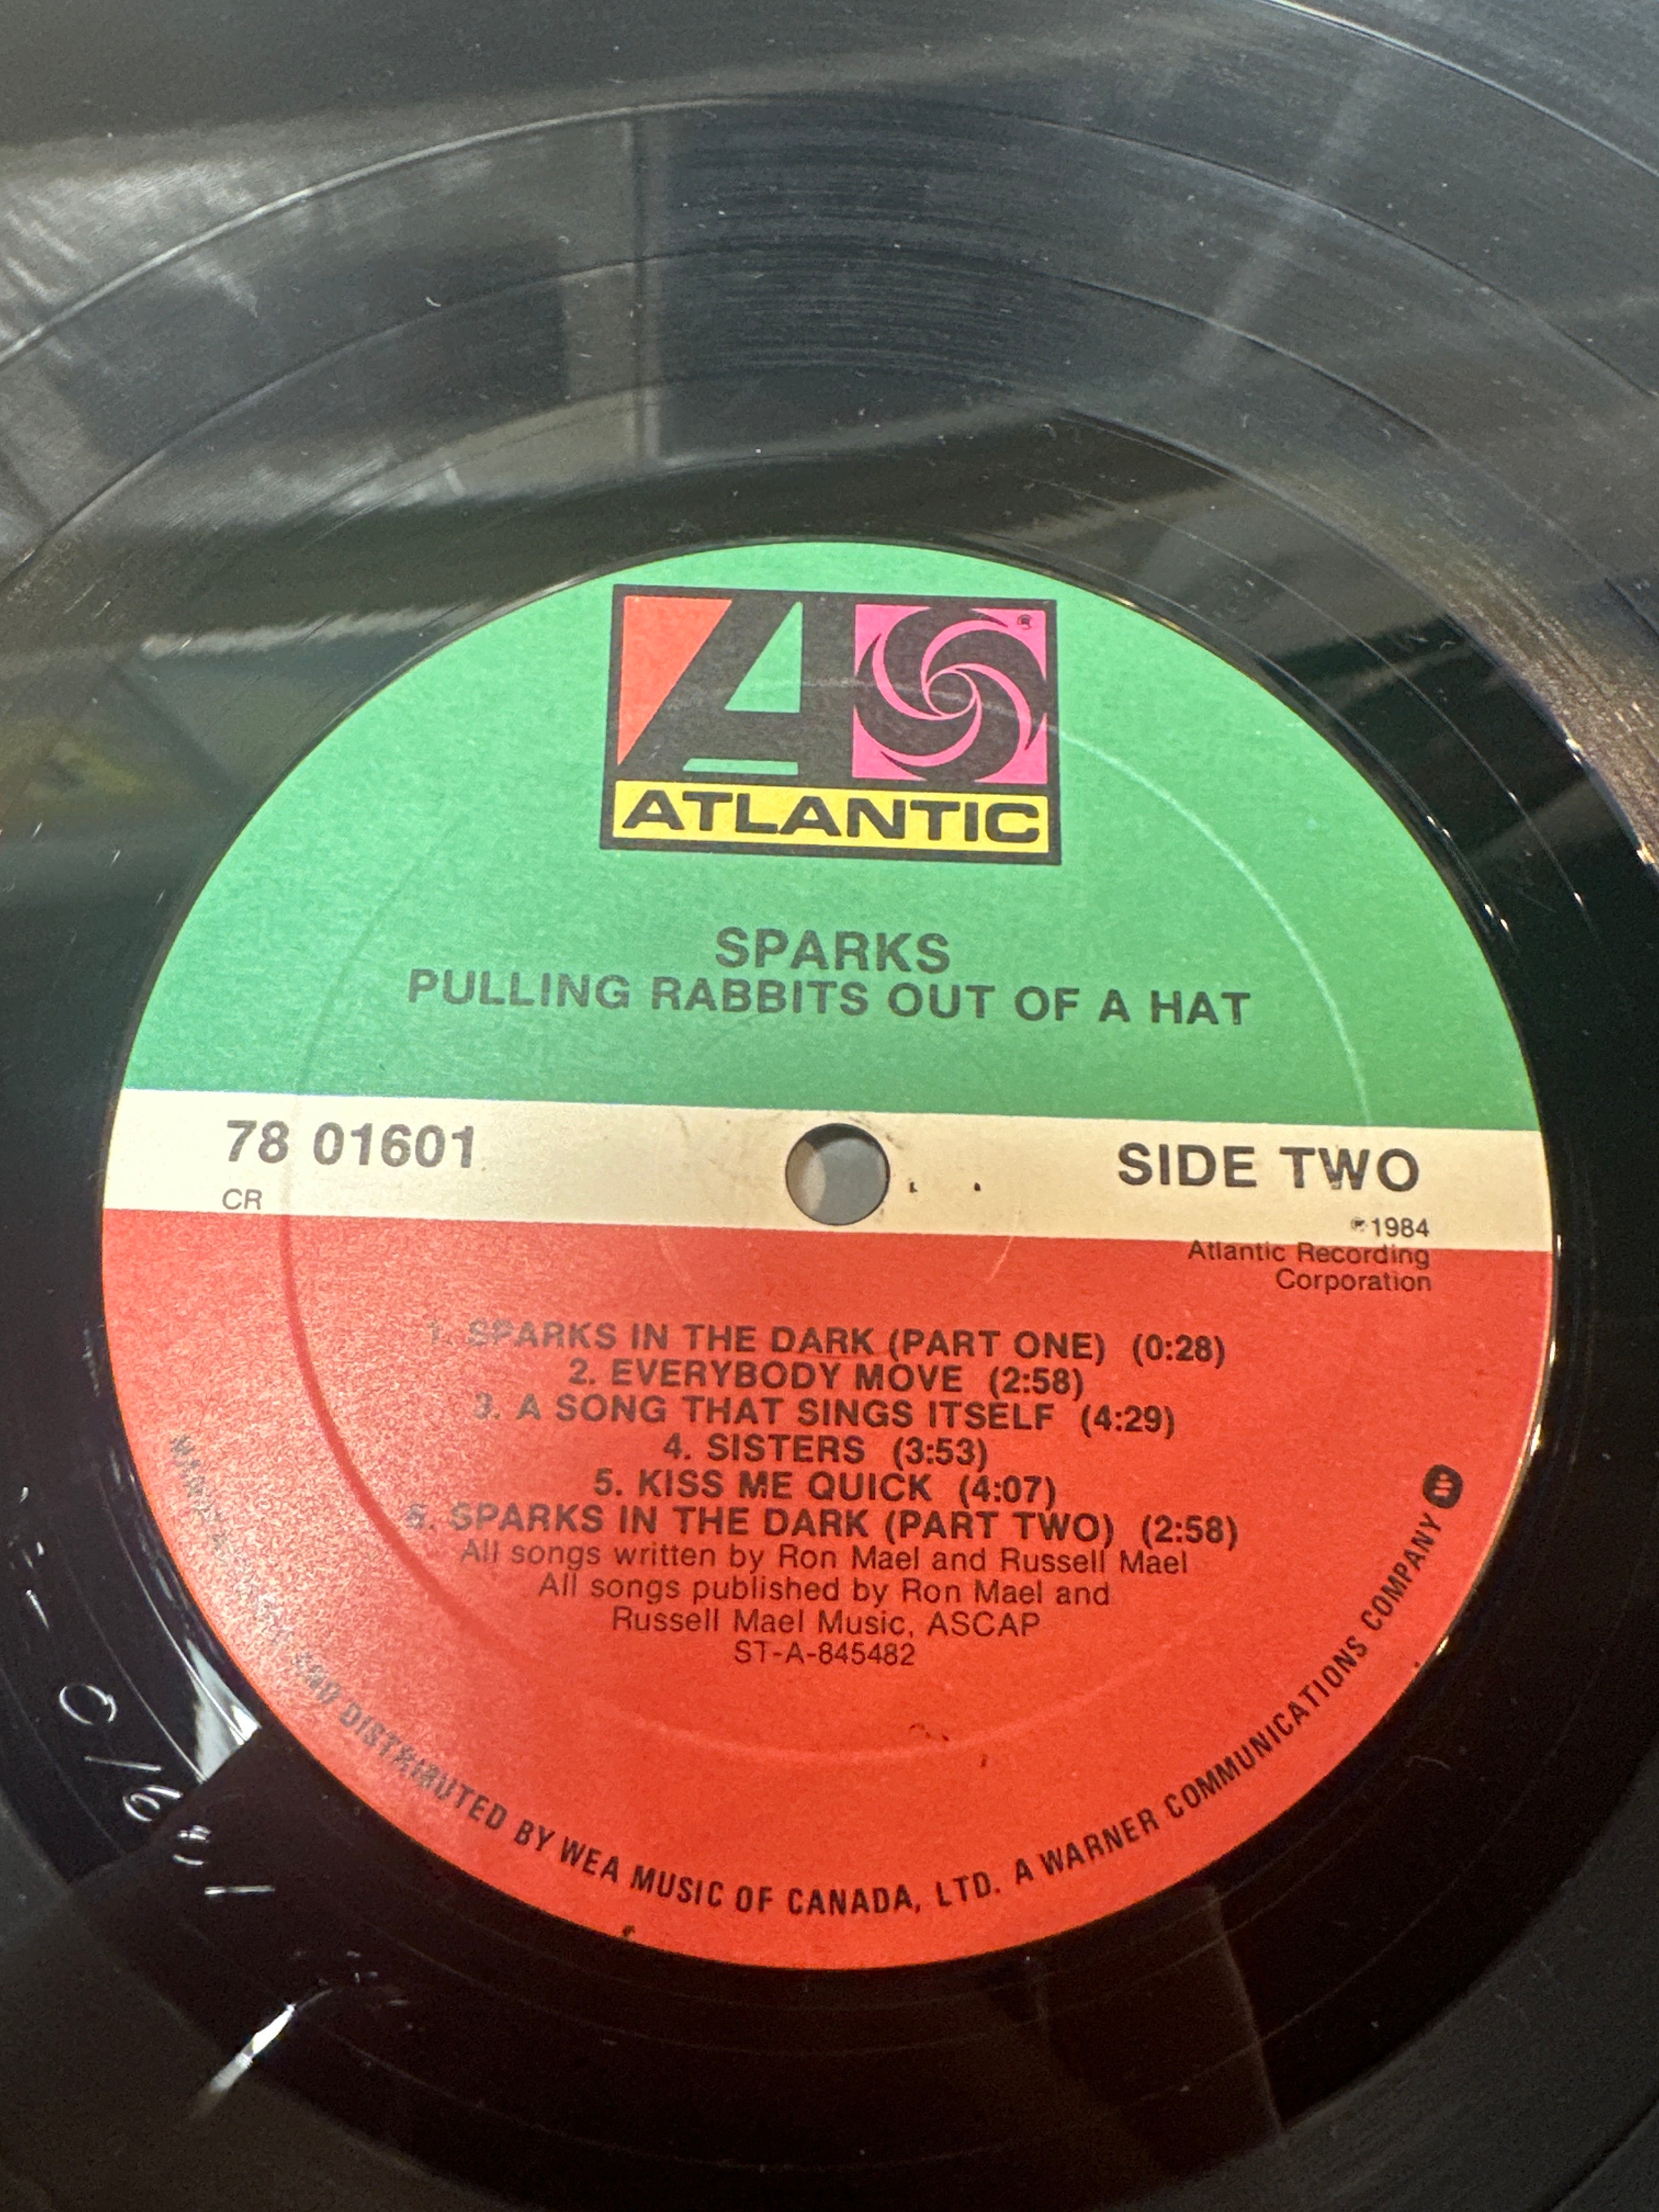 ATLANTIC
SPARKS
PULLING RABBITS OUT OF A HAT
78 01601
CR
SIDE TWO
℗1984
Atlantic Recording
Corporation
1. SPARKS IN THE DARK (PART ONE) (0:28)
2. EVERYBODY MOVE (2:58)
3. A SONG THAT SINGS ITSELF (4:29)
4. SISTERS (3:53)
5. KISS ME QUICK (4:07)
6. SPARKS IN THE DARK (PART TWO) (2:58)
All songs written by Ron Mael and Russell Mael
All songs published by Ron Mael and
Russell Mael Music, ASCAP
ST-A-845482
AND DISTRIBUTED BY WEA MUSIC OF CANADA, LTD. A WARNER COMMUNICATIONS COMPANY